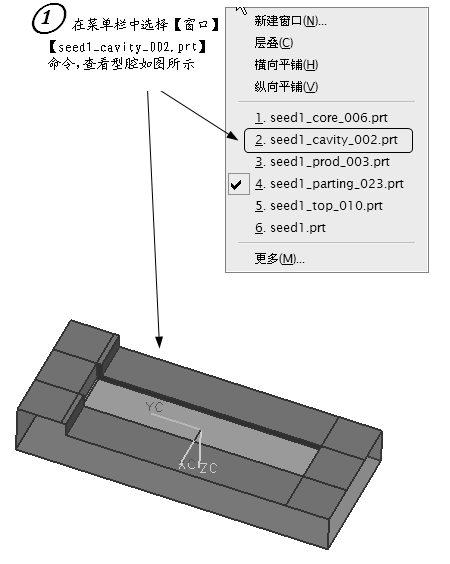 1 在菜单栏中选择【窗口】
【seed1_cavity_002.prt】
命令,查看型腔如图所示
新建窗口(N)...
层叠(C)
横向平铺(H)
纵向平铺(V)
1. seed1_core_006.prt
2. seed1_cavity_002.prt
3. seed1_prod_003.prt
4. seed1_parting_023.prt
5. seed1_top_010.prt
6. seed1.prt
更多(M)...
YC
XC ZC